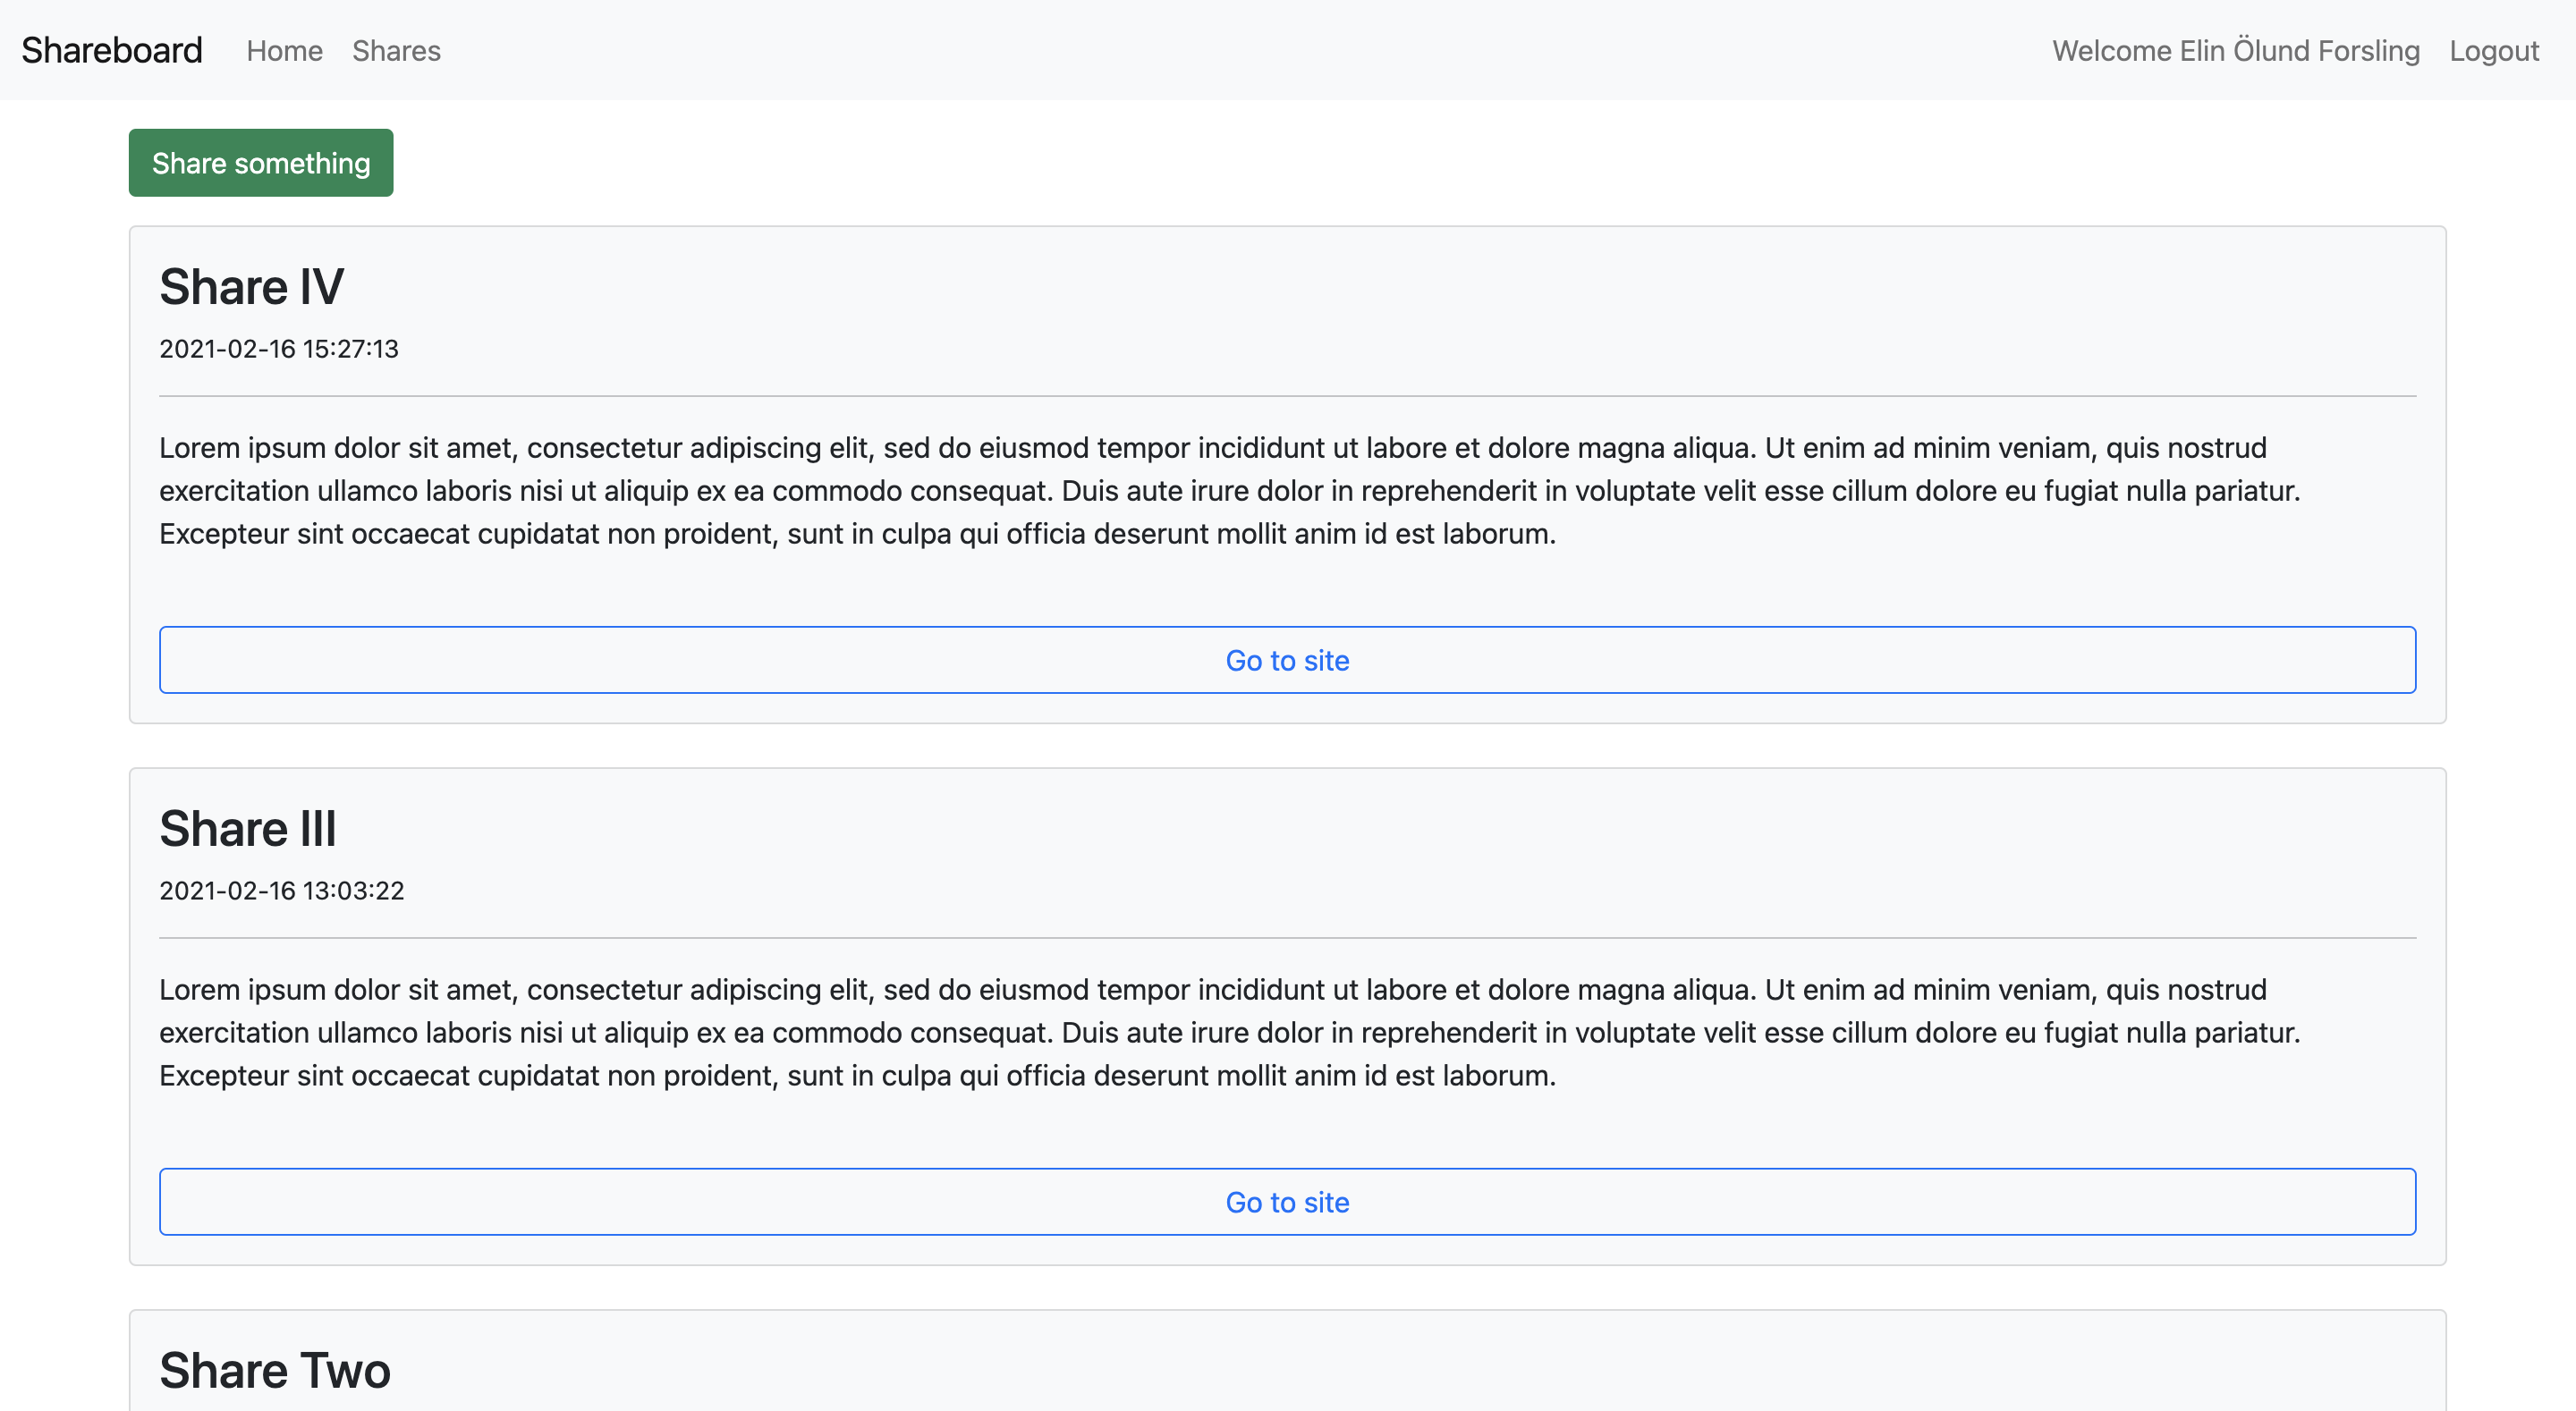 Shareboard Home Shares Welcome Elin Ölund Forsling Logout
Share something
Share IV
2021-02-16 15:27:13
Lorem ipsum dolor sit amet, consectetur adipiscing elit, sed do eiusmod tempor incididunt ut labore et dolore magna aliqua. Ut enim ad minim veniam, quis nostrud
exercitation ullamco laboris nisi ut aliquip ex ea commodo consequat. Duis aute irure dolor in reprehenderit in voluptate velit esse cillum dolore eu fugiat nulla pariatur.
Excepteur sint occaecat cupidatat non proident, sunt in culpa qui officia deserunt mollit anim id est laborum.
Go to site
Share III
2021-02-16 13:03:22
Lorem ipsum dolor sit amet, consectetur adipiscing elit, sed do eiusmod tempor incididunt ut labore et dolore magna aliqua. Ut enim ad minim veniam, quis nostrud
exercitation ullamco laboris nisi ut aliquip ex ea commodo consequat. Duis aute irure dolor in reprehenderit in voluptate velit esse cillum dolore eu fugiat nulla pariatur.
Excepteur sint occaecat cupidatat non proident, sunt in culpa qui officia deserunt mollit anim id est laborum.
Go to site
Share Two